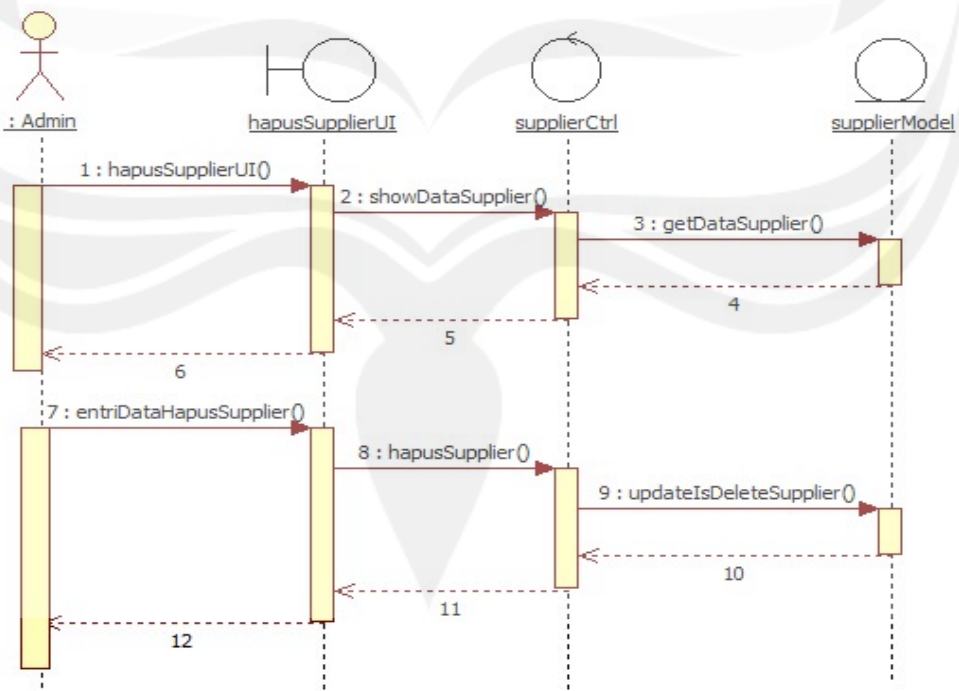 : Admin
hapusSupplierUI
supplierCtrl
supplierModel
1 : hapusSupplierUI()
2 : showDataSupplier()
3 : getDataSupplier()
4
5
6
7 : entriDataHapusSupplier()
8 : hapusSupplier()
9 : updateIsDeleteSupplier()
10
11
12